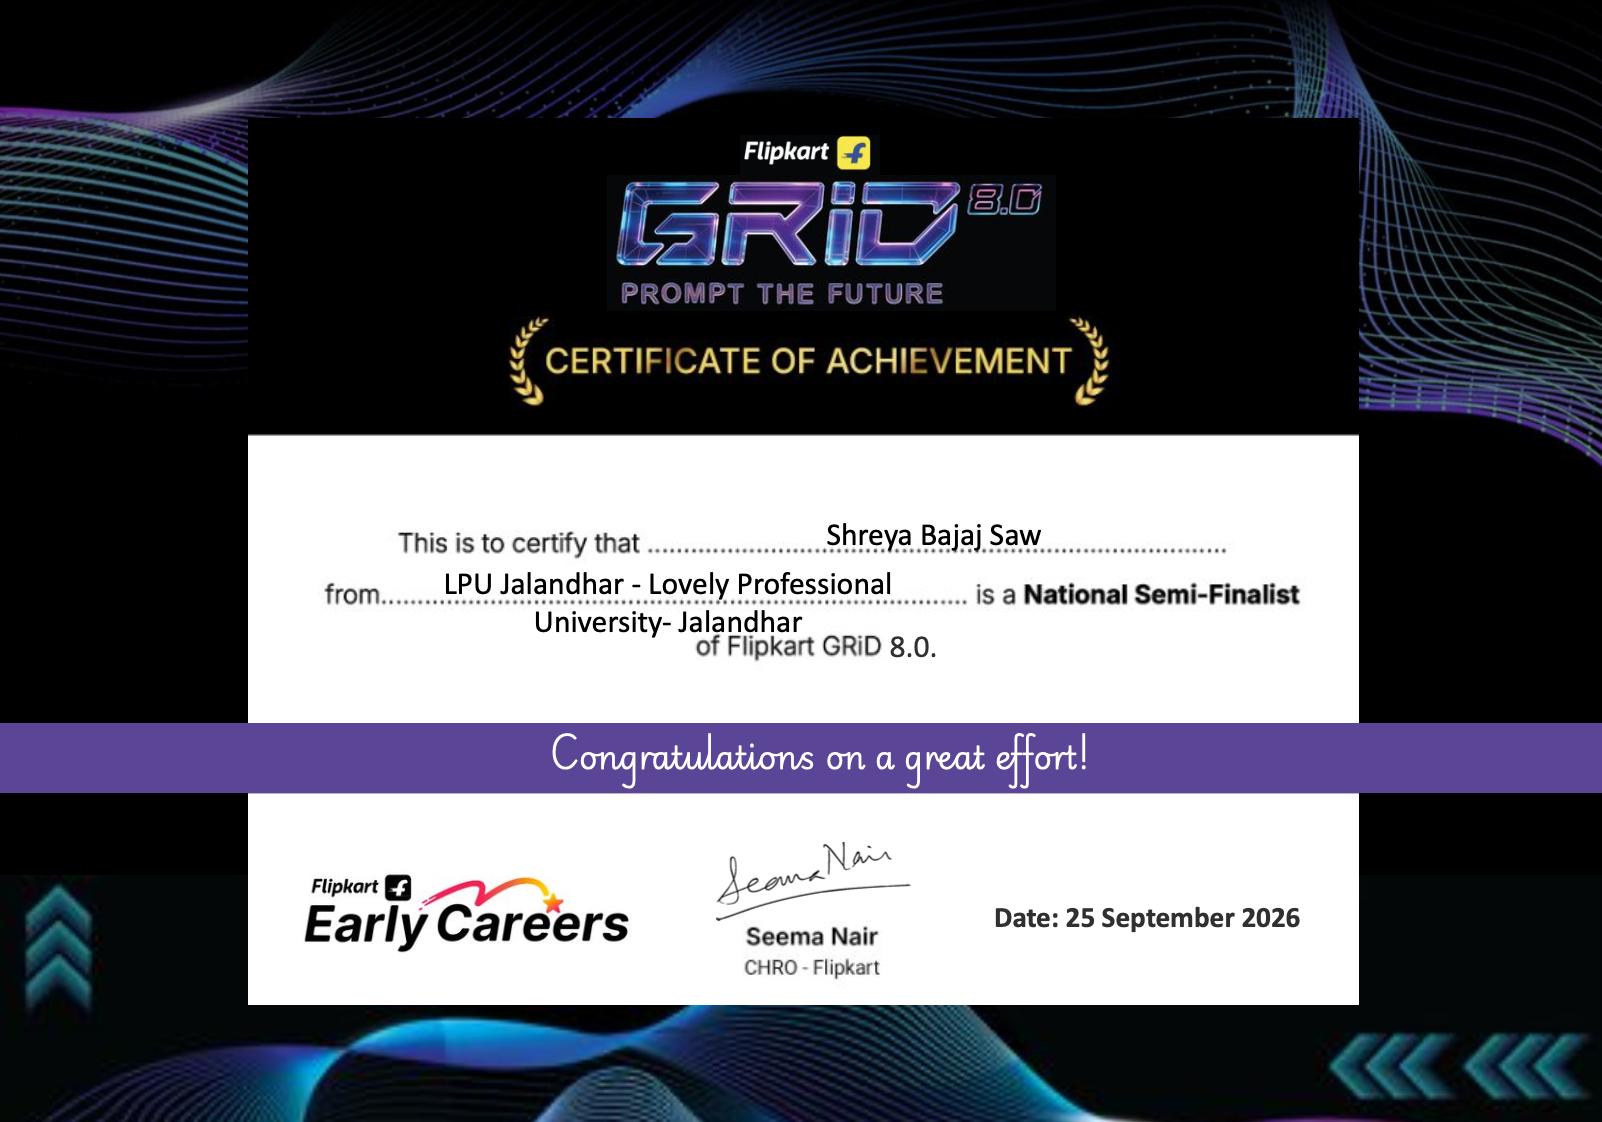 Flipkart
GRiD 8.0
PROMPT THE FUTURE
CERTIFICATE OF ACHIEVEMENT
This is to certify that ........ Shreya Bajaj Saw ........
from........ LPU Jalandhar - Lovely Professional ........ is a National Semi-Finalist
University- Jalandhar
of Flipkart GRiD 8.0.
Congratulations on a great effort!
Seema Nair
Flipkart
Early Careers
Seema Nair
CHRO - Flipkart
Date: 25 September 2026